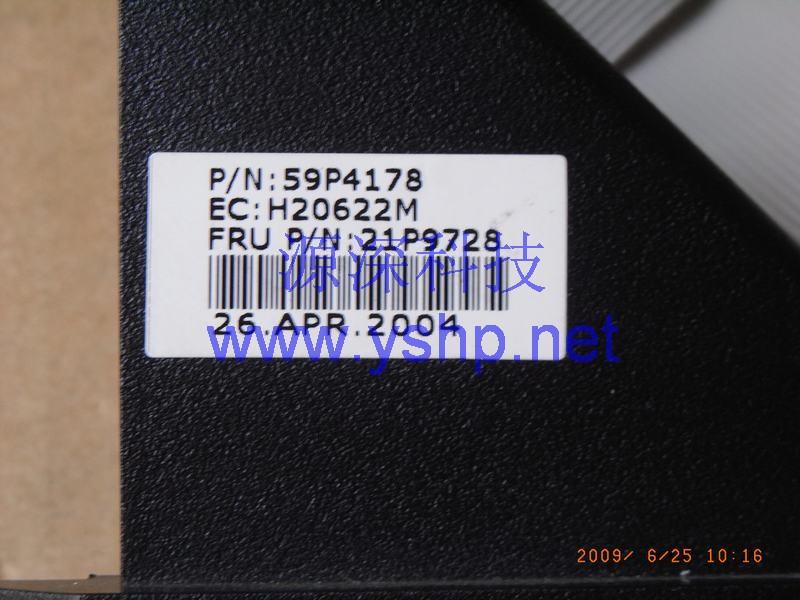 P/N:59P4178
EC:H20622M
FRU P/N:21P9728
源深科技
26.APR.2004
www.yshp.net
2009/ 6/25 10:16